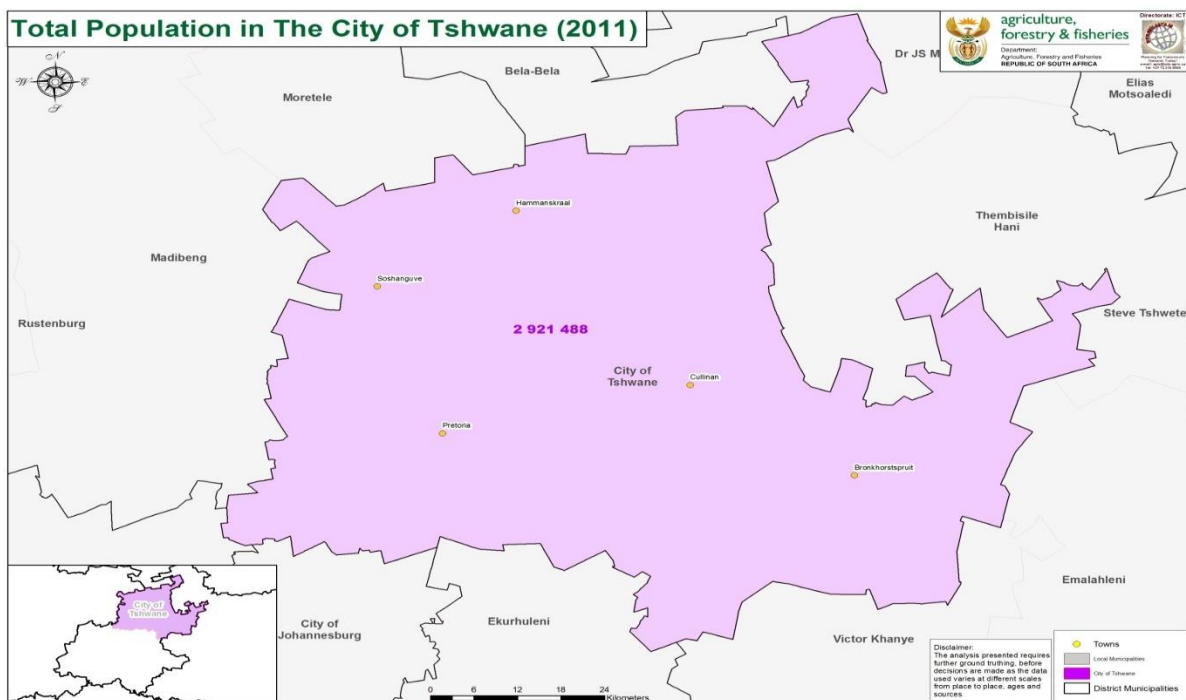 Total Population in The City of Tshwane (2011)
agriculture,
forestry & fisheries
Department:
Agriculture, Forestry and Fisheries
REPUBLIC OF SOUTH AFRICA
Directorate: ICT
N
W
E
S
Bela-Bela
Dr JS M
Elias
Motsoaledi
Moretele
Hammanskraal
Thembisile
Hani
Madibeng
Soshanguve
Rustenburg
Steve Tshwete
2 921 488
City of
Tshwane
Cullinan
Pretoria
Bronkhorstspruit
City of
Tshwane
Emalahleni
City of
Johannesburg
Ekurhuleni
Victor Khanye
0 6 12 18 24
Kilometers
Disclaimer:
The analysis presented requires
further ground truthing, before
decisions are made as the data
used varies at different scales
from place to place, ages and
sources
Towns
Local Municipalities
City of Tshwane
District Municipalities